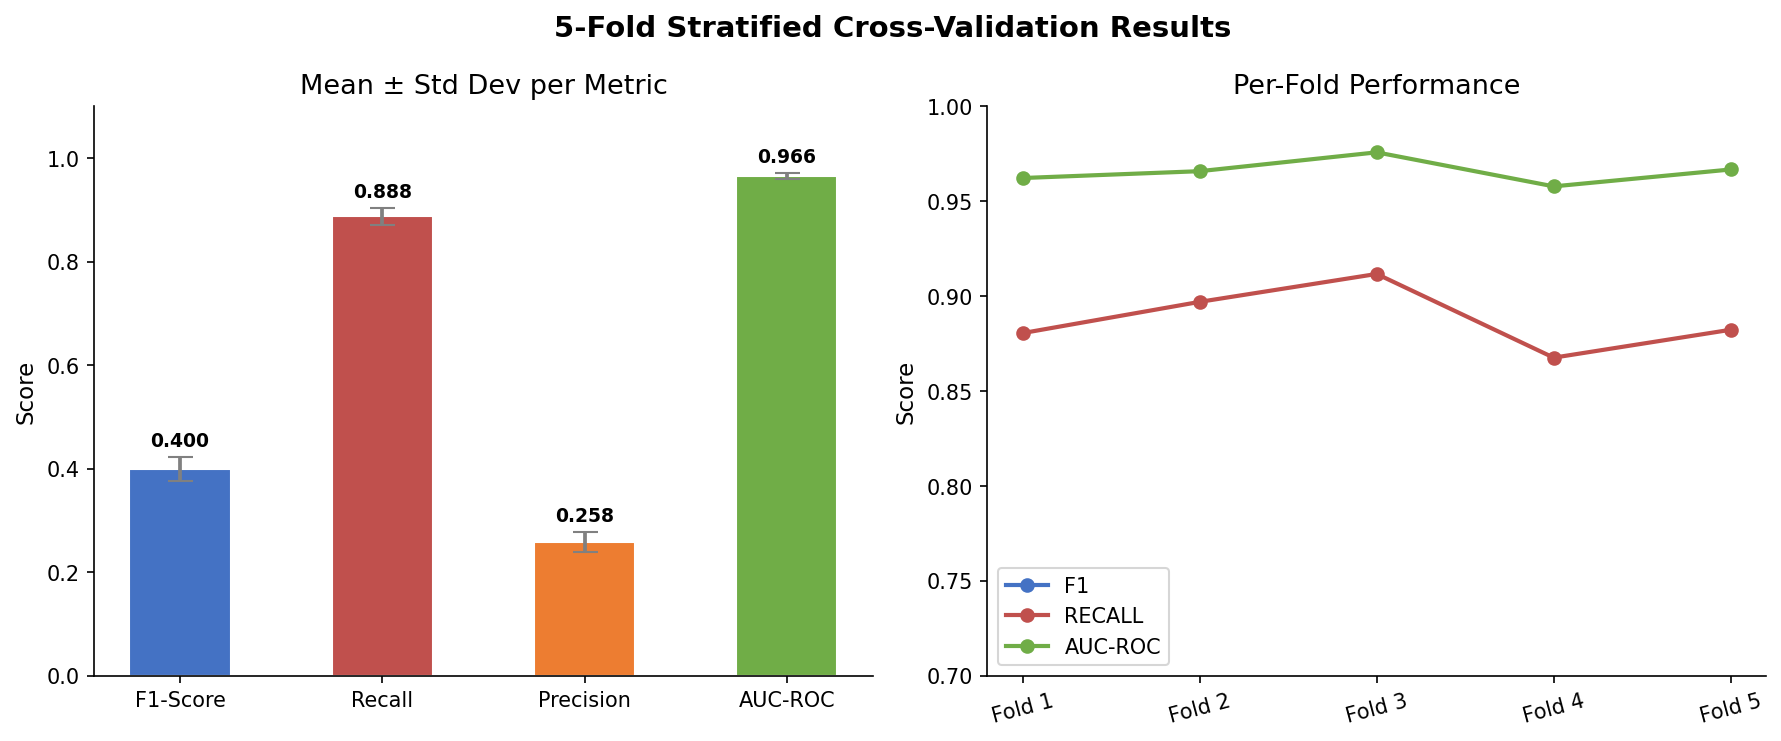 5-Fold Stratified Cross-Validation Results
Mean ± Std Dev per Metric
Score
1.0
0.8
0.6
0.4
0.2
0.0
0.400
0.888
0.258
0.966
F1-Score
Recall
Precision
AUC-ROC
Per-Fold Performance
Score
1.00
0.95
0.90
0.85
0.80
0.75
0.70
F1
RECALL
AUC-ROC
Fold 1
Fold 2
Fold 3
Fold 4
Fold 5